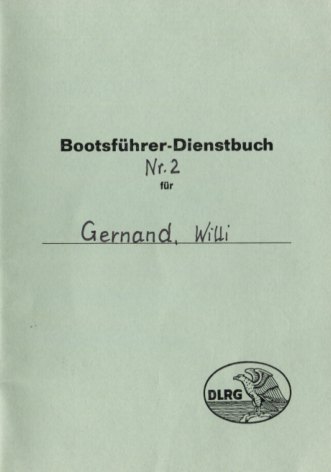 Bootsführer-Dienstbuch
Nr. 2
für
Gernand, Willi
DLRG